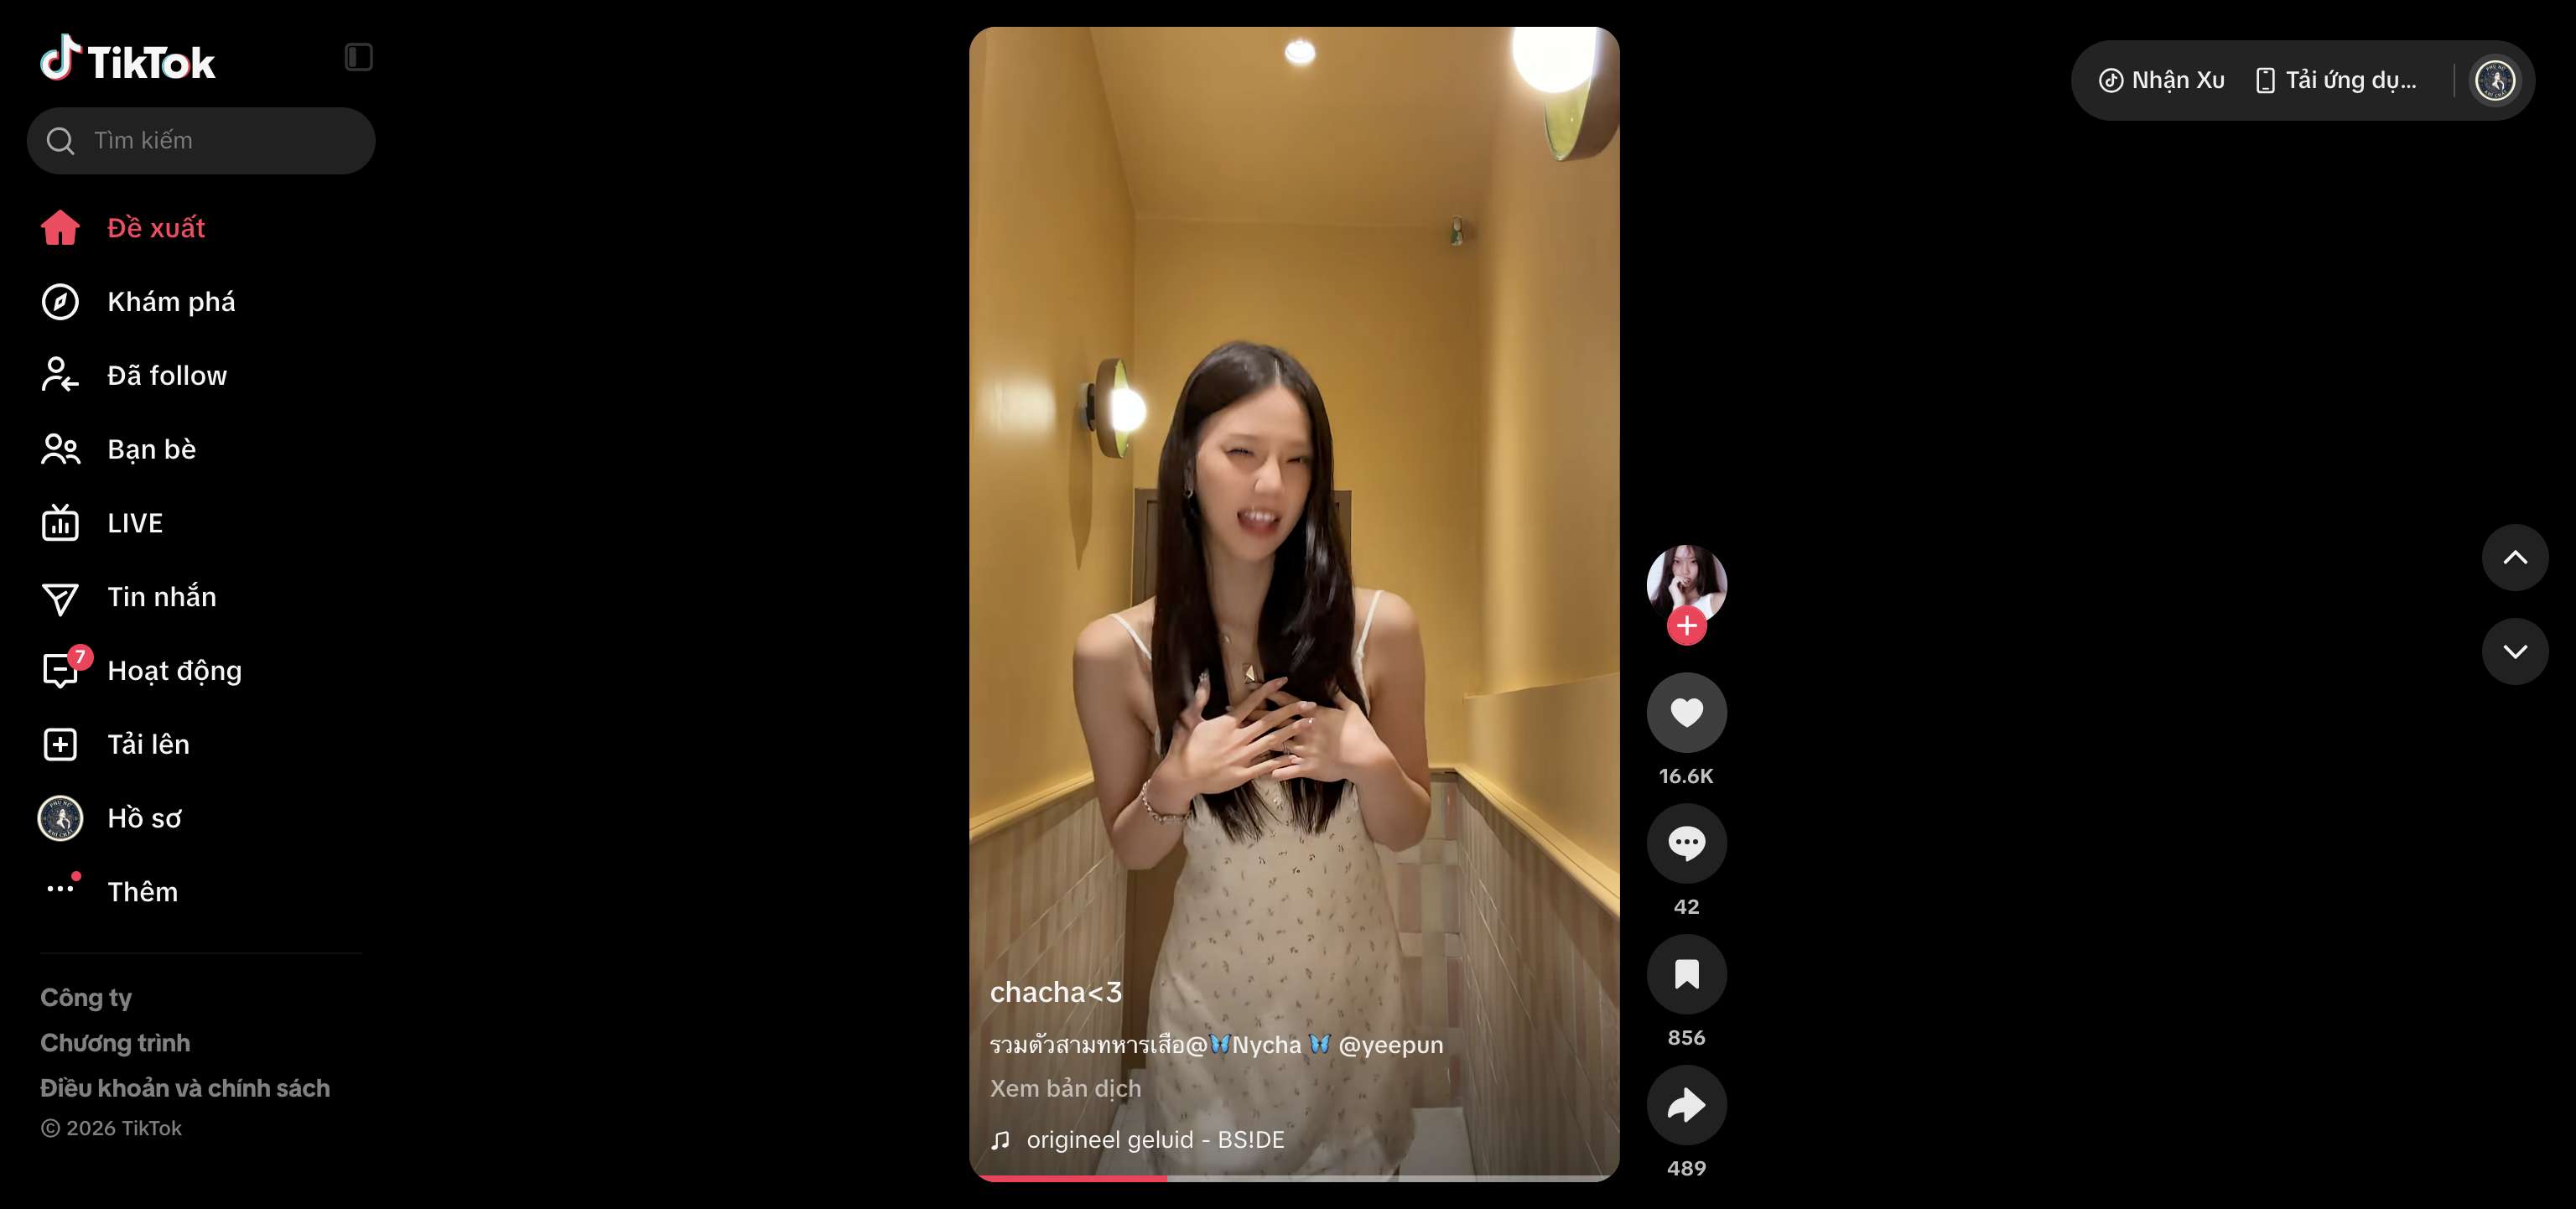 TikTok
Tìm kiếm
Đề xuất
Khám phá
Đã follow
Bạn bè
LIVE
Tin nhắn
7
Hoạt động
Tải lên
Hồ sơ
Thêm
Công ty
Chương trình
Điều khoản và chính sách
© 2026 TikTok
chacha<3
รวมตัวสามทหารเสือ@🦋Nycha 🦋 @yeepun
Xem bản dịch
origineel geluid - BS!DE
16.6K
42
856
489
Nhận Xu
Tải ứng dụ...